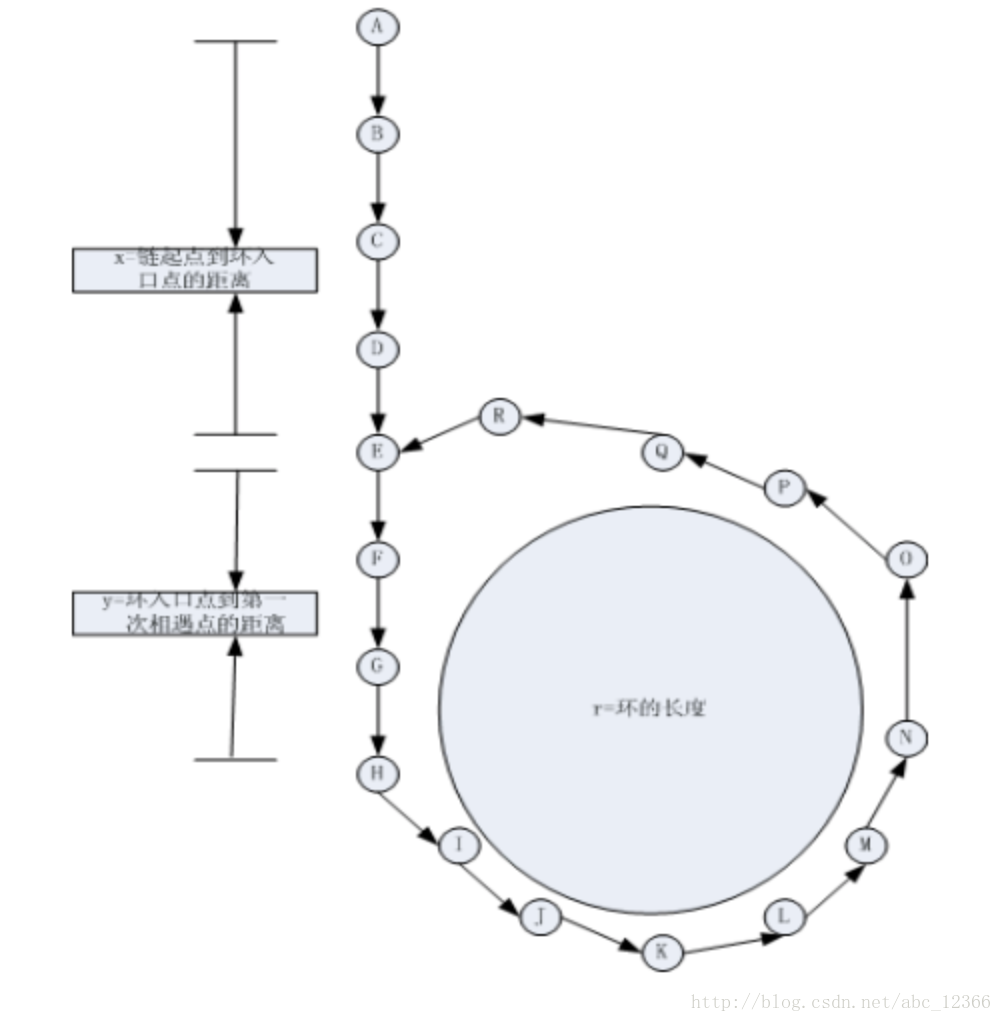 A
B
C
x=链起点到环入
口点的距离
D
R
E
Q
P
F
O
y=环入口点到第一
次相遇点的距离
G
r=环的长度
N
H
I
M
J
L
K
http://blog.csdn.net/abc_12366